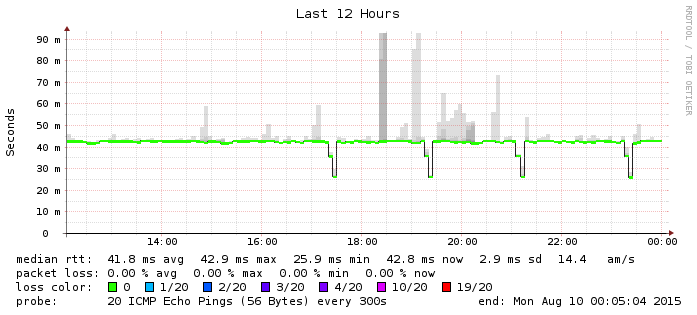 Last 12 Hours
RRDTOOL / TOBI OETIKER
Seconds
90 m
80 m
70 m
60 m
50 m
40 m
30 m
20 m
10 m
0
14:00 16:00 18:00 20:00 22:00 00:00
median rtt: 41.8 ms avg 42.9 ms max 25.9 ms min 42.8 ms now 2.9 ms sd 14.4 am/s
packet loss: 0.00 % avg 0.00 % max 0.00 % min 0.00 % now
loss color: 0 1/20 2/20 3/20 4/20 10/20 19/20
probe: 20 ICMP Echo Pings (56 Bytes) every 300s end: Mon Aug 10 00:05:04 2015